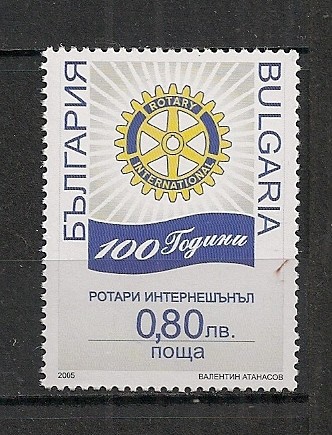 БЪЛГАРИЯ
BULGARIA
ROTARY
INTERNATIONAL
100 Години
РОТАРИ ИНТЕРНЕШЪНЪЛ
0,80лв.
поща
2005
ВАЛЕНТИН АТАНАСОВ